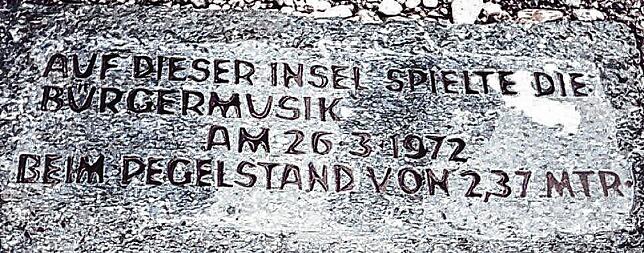 AUF DIESER INSEL SPIELTE DIE
BÜRGERMUSIK
AM 26 3 1972
BEIM PEGELSTAND VON 2,37 MTR.